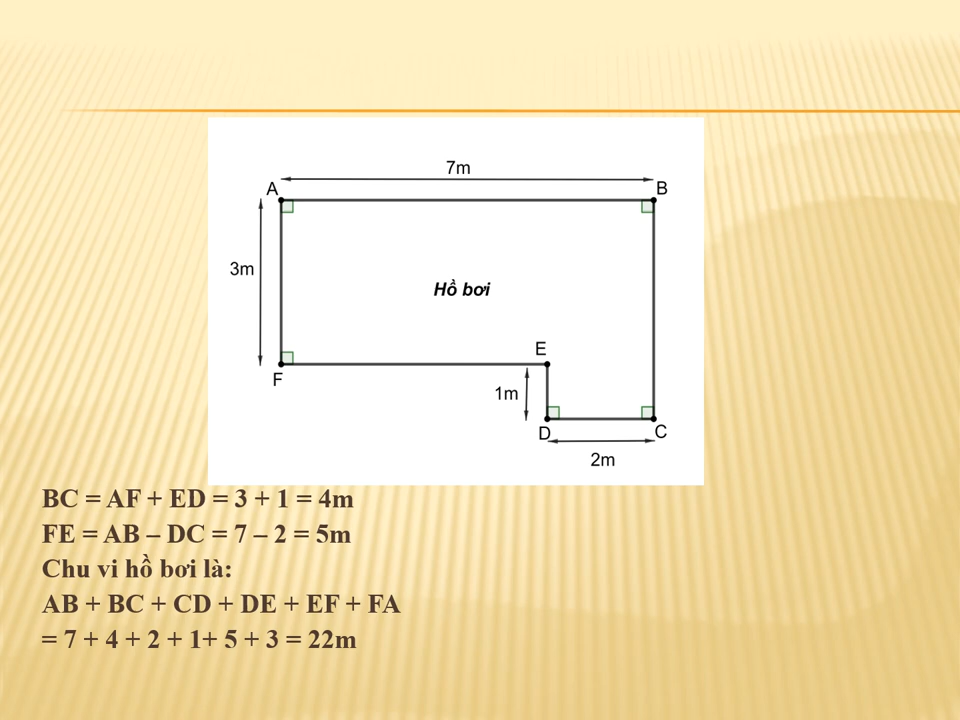 7m
A
B
3m
Hồ bơi
E
F
1m
D
C
2m
BC = AF + ED = 3 + 1 = 4m
FE = AB – DC = 7 – 2 = 5m
Chu vi hồ bơi là:
AB + BC + CD + DE + EF + FA
= 7 + 4 + 2 + 1+ 5 + 3 = 22m